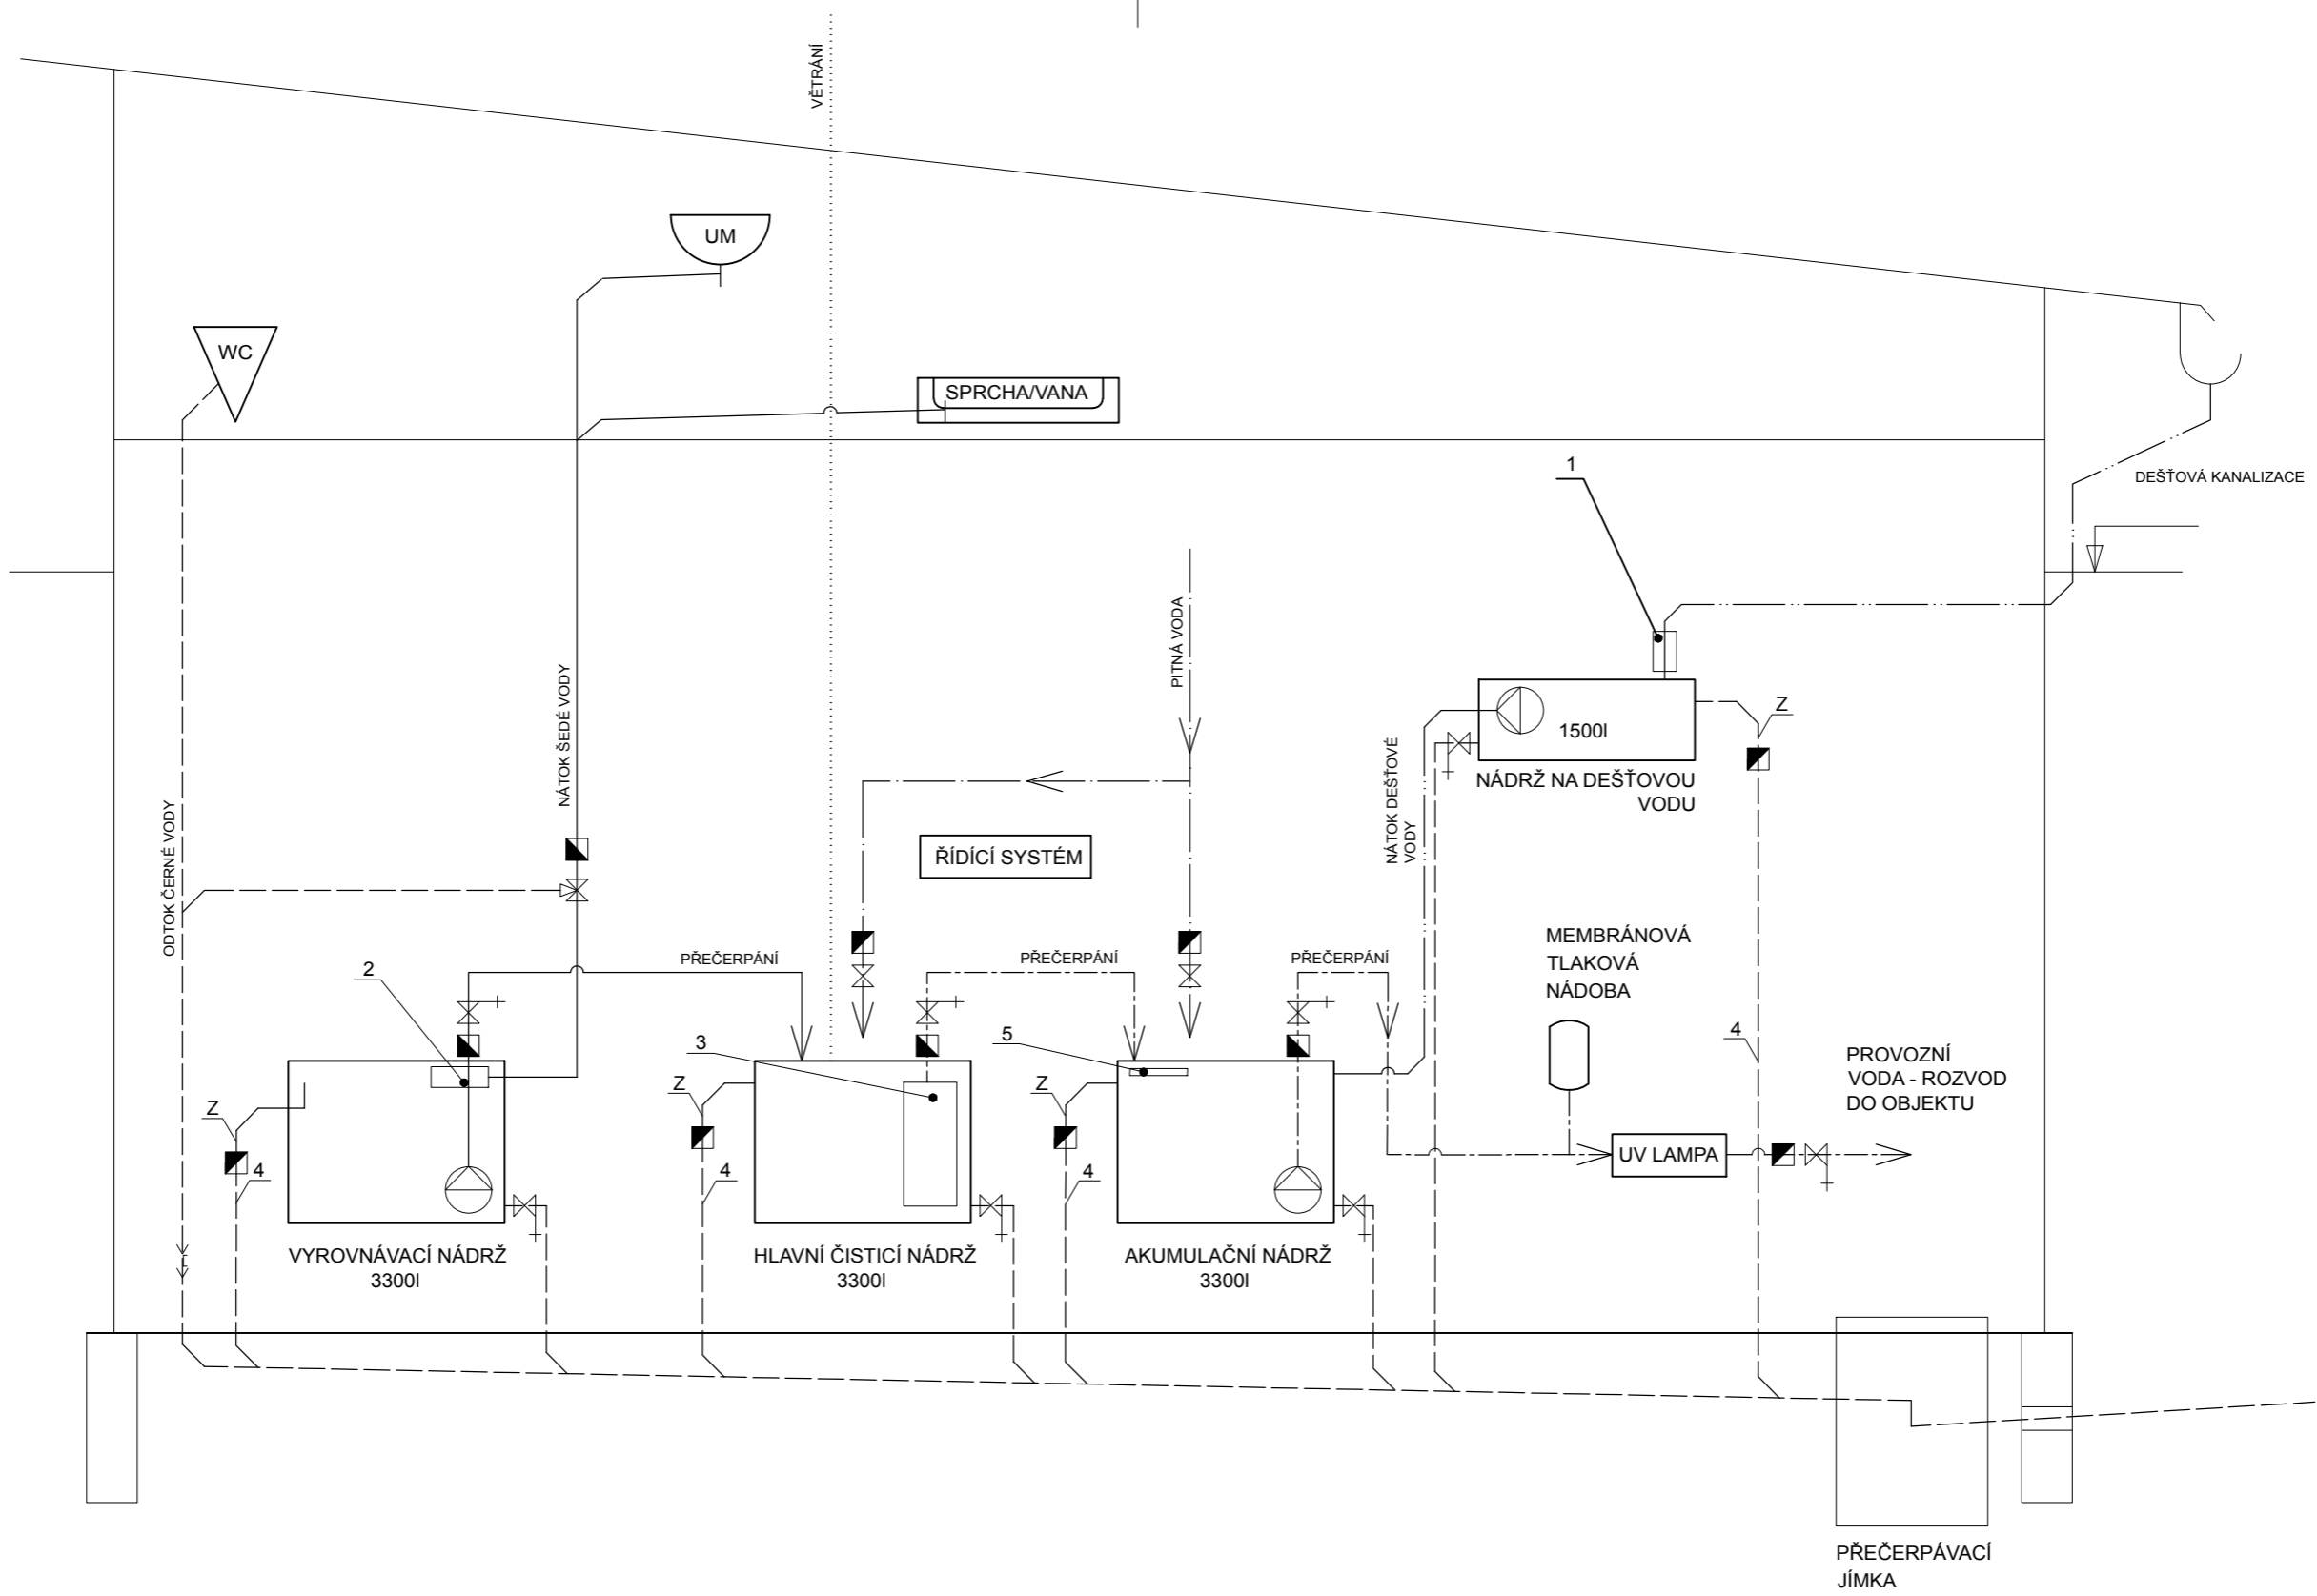 VĚTRÁNÍ
UM
WC
SPRCHA/VANA
1
DEŠŤOVÁ KANALIZACE
PITNÁ VODA
NÁTOK ŠEDÉ VODY
Z
1500l
NÁDRŽ NA DEŠŤOVOU
VODU
NÁTOK DEŠŤOVÉ
VODY
ODTOK ČERNÉ VODY
ŘÍDÍCÍ SYSTÉM
MEMBRÁNOVÁ
TLAKOVÁ
NÁDOBA
PŘEČERPÁNÍ
PŘEČERPÁNÍ
PŘEČERPÁNÍ
2
3
5
4
PROVOZNÍ
VODA - ROZVOD
DO OBJEKTU
Z
Z
Z
4
4
4
UV LAMPA
VYROVNÁVACÍ NÁDRŽ
3300l
HLAVNÍ ČISTICÍ NÁDRŽ
3300l
AKUMULAČNÍ NÁDRŽ
3300l
PŘEČERPÁVACÍ
JÍMKA